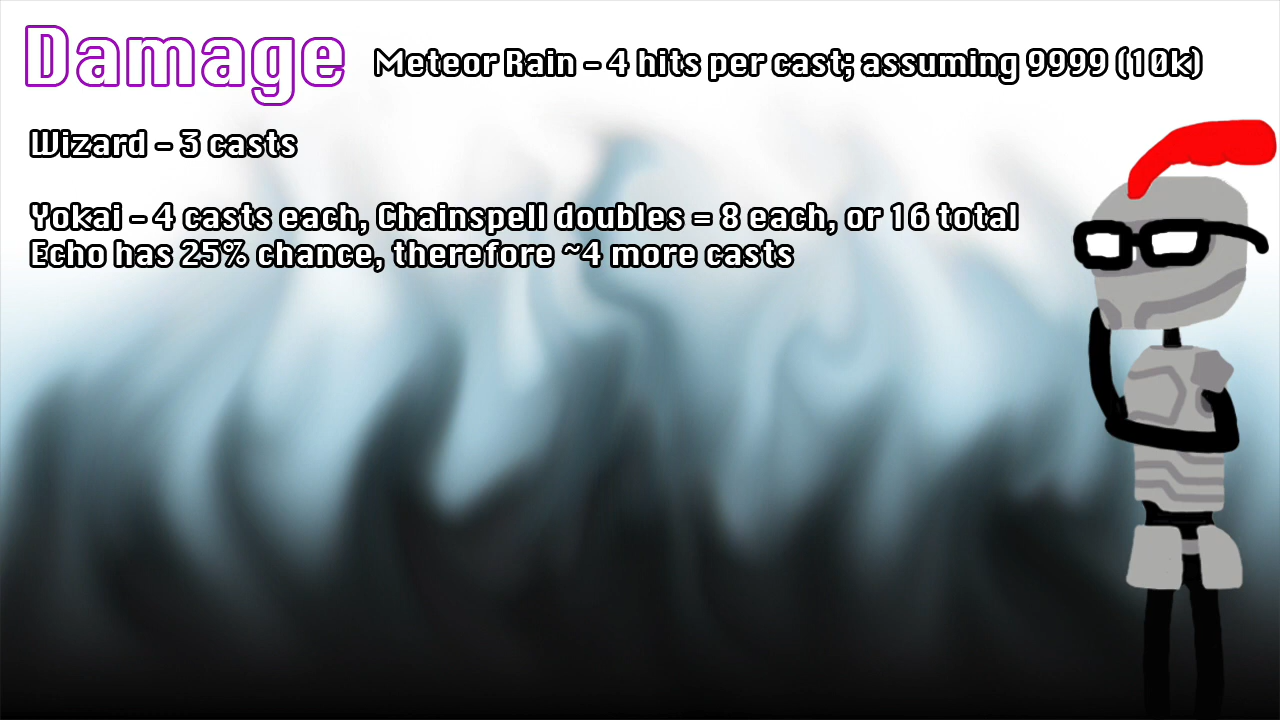 Damage
Meteor Rain - 4 hits per cast; assuming 9999 (10k)
Wizard - 3 casts
Yokai - 4 casts each, Chainspell doubles = 8 each, or 16 total
Echo has 25% chance, therefore ~4 more casts